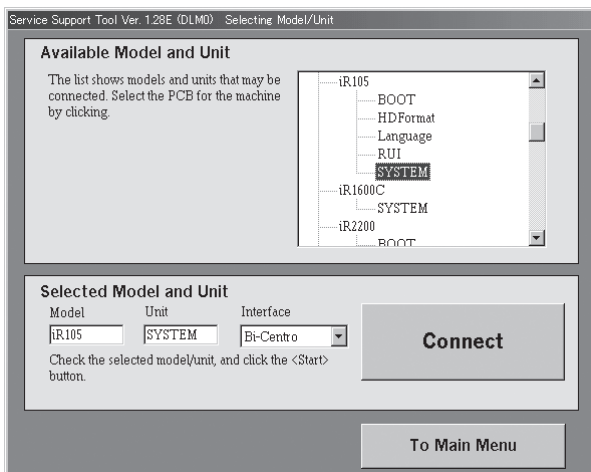 Service Support Tool Ver. 1.28E (DLM0) Selecting Model/Unit
Available Model and Unit
The list shows models and units that may be
connected. Select the PCB for the machine
by clicking.
iR105
BOOT
HDFormat
Language
RUI
SYSTEM
iR1600C
SYSTEM
iR2200
BOOT
Selected Model and Unit
Model Unit Interface
iR105 SYSTEM Bi-Centro
Connect
Check the selected model/unit, and click the <Start>
button.
To Main Menu